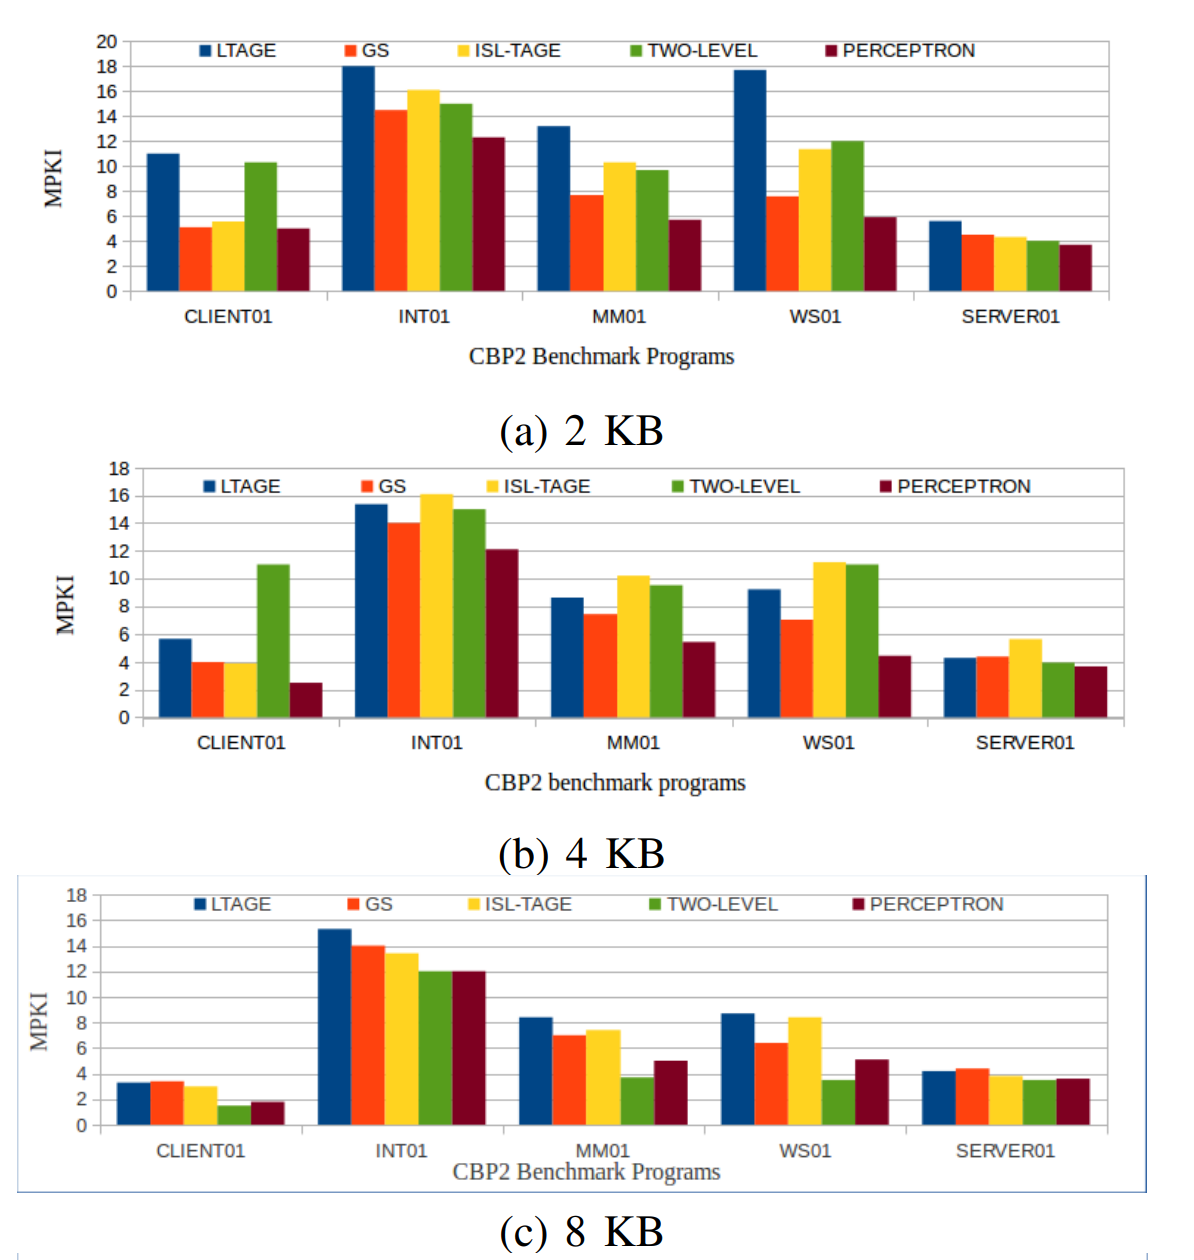 20
18
16
14
12
10
8
6
4
2
0
MPKI
LTAGE GS ISL-TAGE TWO-LEVEL PERCEPTRON
CLIENT01 INT01 MM01 WS01 SERVER01
CBP2 Benchmark Programs
(a) 2 KB
18
16
14
12
10
8
6
4
2
0
MPKI
LTAGE GS ISL-TAGE TWO-LEVEL PERCEPTRON
CLIENT01 INT01 MM01 WS01 SERVER01
CBP2 benchmark programs
(b) 4 KB
18
16
14
12
10
8
6
4
2
0
MPKI
LTAGE GS ISL-TAGE TWO-LEVEL PERCEPTRON
CLIENT01 INT01 MM01 WS01 SERVER01
CBP2 Benchmark Programs
(c) 8 KB